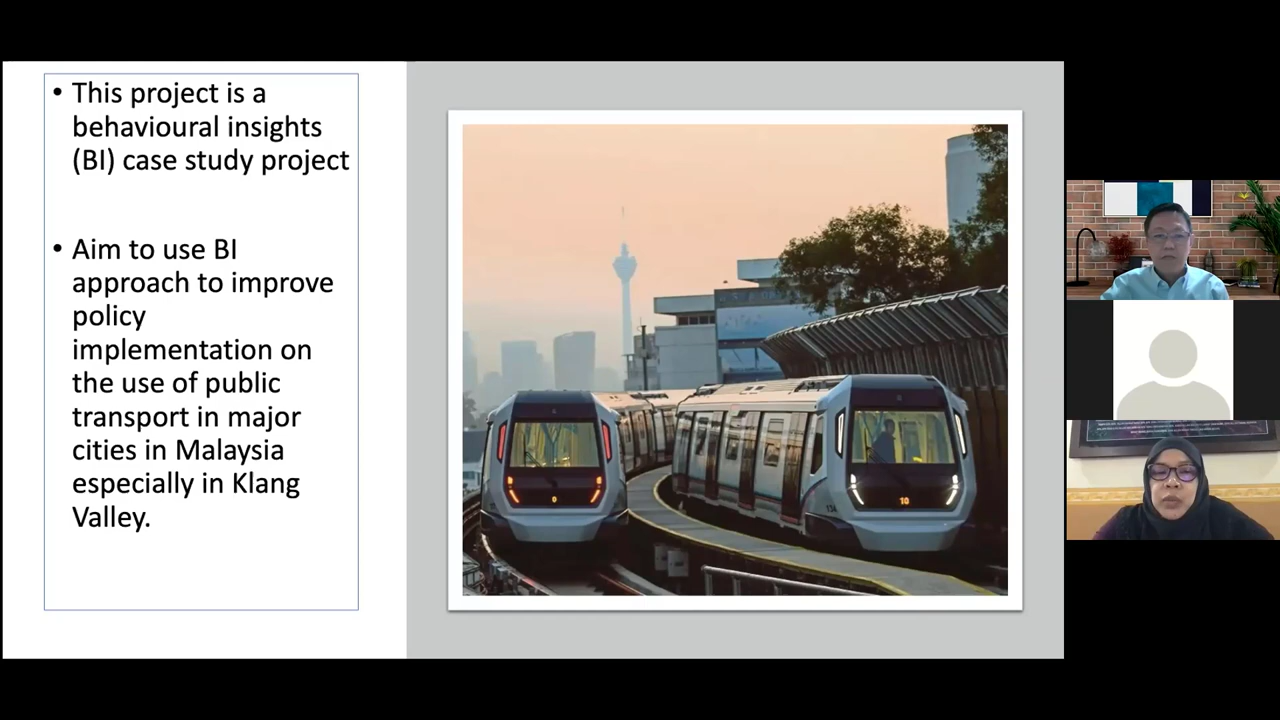 • This project is a
behavioural insights
(BI) case study project
• Aim to use BI
approach to improve
policy
implementation on
the use of public
transport in major
cities in Malaysia
especially in Klang
Valley.
10